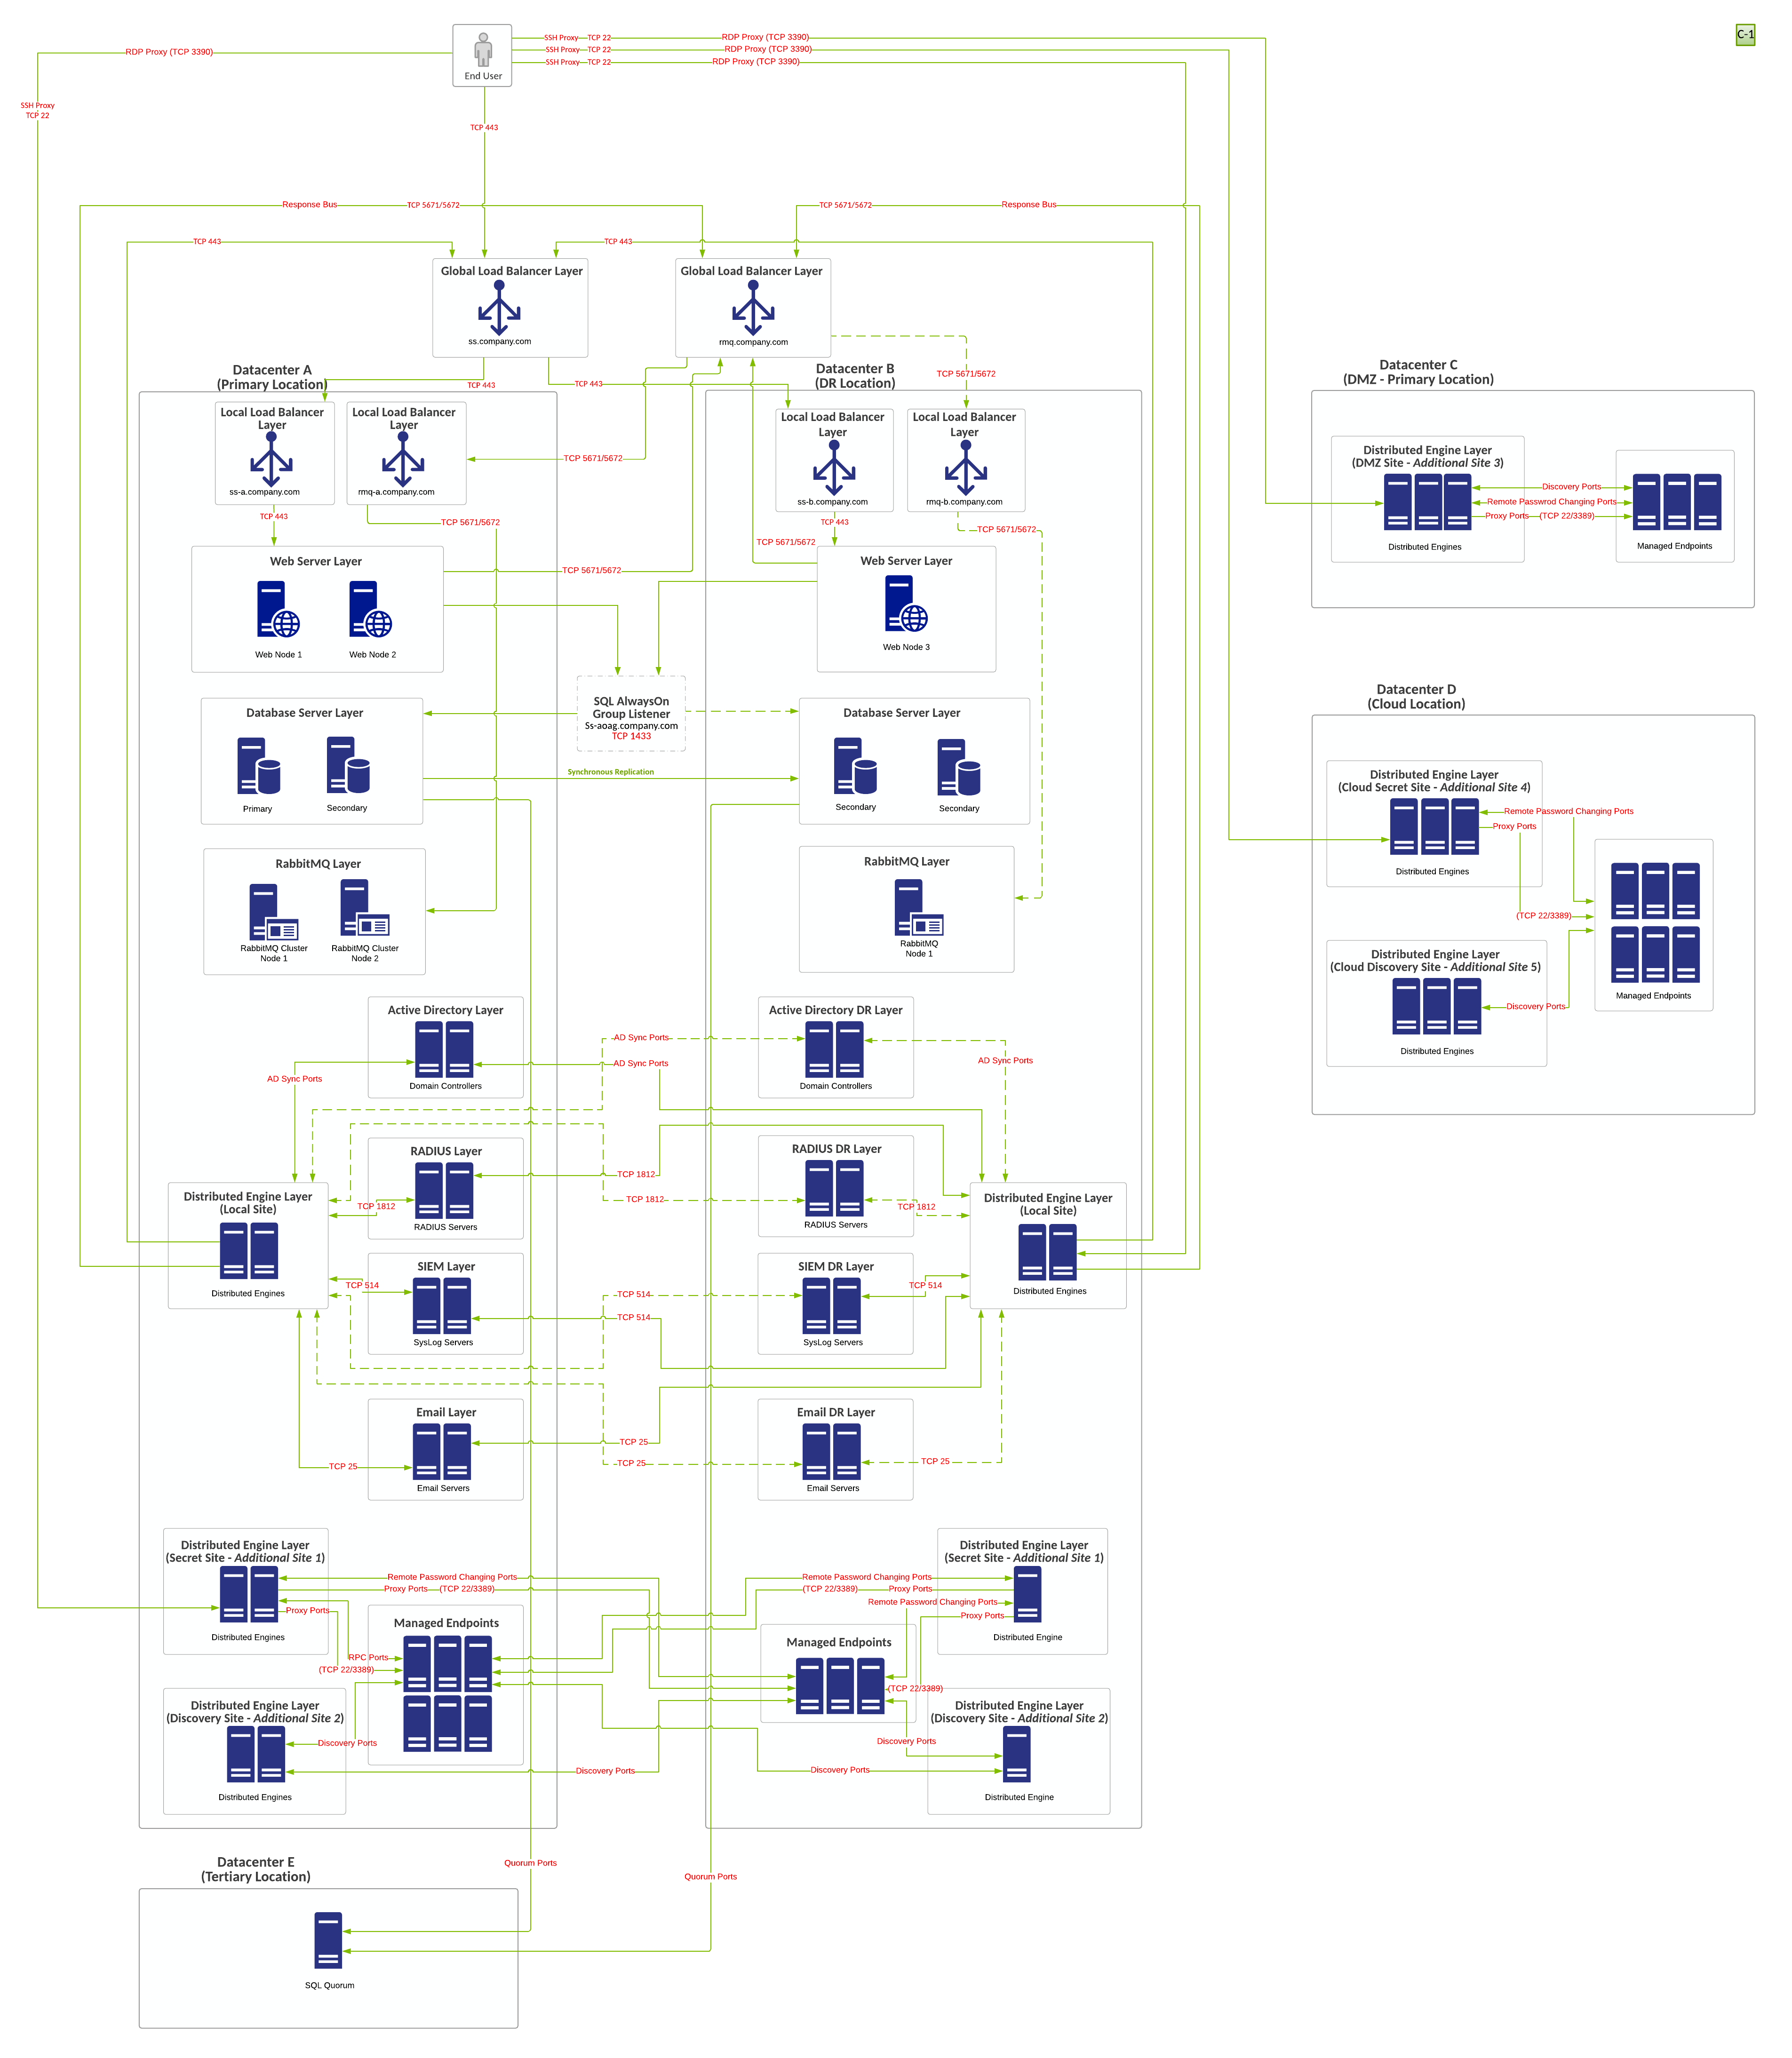 C-1
End User
RDP Proxy (TCP 3390)
SSH Proxy
TCP 22
SSH Proxy TCP 22 RDP Proxy (TCP 3390)
SSH Proxy TCP 22 RDP Proxy (TCP 3390)
SSH Proxy TCP 22 RDP Proxy (TCP 3390)
TCP 443
Response Bus TCP 5671/5672
TCP 5671/5672 Response Bus
TCP 443
TCP 443
Global Load Balancer Layer
ss.company.com
Global Load Balancer Layer
rmq.company.com
TCP 443
TCP 443
TCP 5671/5672
Datacenter A
(Primary Location)
Local Load Balancer
Layer
ss-a.company.com
Local Load Balancer
Layer
rmq-a.company.com
TCP 5671/5672
TCP 443
TCP 5671/5672
Web Server Layer
Web Node 1
Web Node 2
TCP 5671/5672
Datacenter B
(DR Location)
Local Load Balancer
Layer
ss-b.company.com
Local Load Balancer
Layer
rmq-b.company.com
TCP 443
TCP 5671/5672
TCP 5671/5672
Web Server Layer
Web Node 3
SQL AlwaysOn
Group Listener
Ss-aoag.company.com
TCP 1433
Database Server Layer
Primary
Secondary
Synchronous Replication
Database Server Layer
Secondary
Secondary
RabbitMQ Layer
RabbitMQ Cluster
Node 1
RabbitMQ Cluster
Node 2
RabbitMQ Layer
RabbitMQ
Node 1
Active Directory Layer
Domain Controllers
AD Sync Ports
AD Sync Ports
AD Sync Ports
Active Directory DR Layer
Domain Controllers
AD Sync Ports
RADIUS Layer
RADIUS Servers
TCP 1812
TCP 1812
TCP 1812
RADIUS DR Layer
RADIUS Servers
TCP 1812
Distributed Engine Layer
(Local Site)
Distributed Engines
Distributed Engine Layer
(Local Site)
Distributed Engines
SIEM Layer
SysLog Servers
TCP 514
TCP 514
TCP 514
SIEM DR Layer
SysLog Servers
TCP 514
Email Layer
Email Servers
TCP 25
TCP 25
TCP 25
Email DR Layer
Email Servers
TCP 25
Distributed Engine Layer
(Secret Site - Additional Site 1)
Distributed Engines
Remote Password Changing Ports
Proxy Ports (TCP 22/3389)
Proxy Ports
RPC Ports
(TCP 22/3389)
Managed Endpoints
Distributed Engine Layer
(Discovery Site - Additional Site 2)
Distributed Engines
Discovery Ports
Discovery Ports
Remote Password Changing Ports
(TCP 22/3389) Proxy Ports
Remote Password Changing Ports
Proxy Ports
Distributed Engine Layer
(Secret Site - Additional Site 1)
Distributed Engine
Managed Endpoints
(TCP 22/3389)
Distributed Engine Layer
(Discovery Site - Additional Site 2)
Distributed Engine
Discovery Ports
Discovery Ports
Quorum Ports
Quorum Ports
Datacenter E
(Tertiary Location)
SQL Quorum
Datacenter C
(DMZ - Primary Location)
Distributed Engine Layer
(DMZ Site - Additional Site 3)
Distributed Engines
Discovery Ports
Remote Passwrod Changing Ports
Proxy Ports (TCP 22/3389)
Managed Endpoints
Datacenter D
(Cloud Location)
Distributed Engine Layer
(Cloud Secret Site - Additional Site 4)
Distributed Engines
Remote Password Changing Ports
Proxy Ports
(TCP 22/3389)
Distributed Engine Layer
(Cloud Discovery Site - Additional Site 5)
Distributed Engines
Discovery Ports
Managed Endpoints